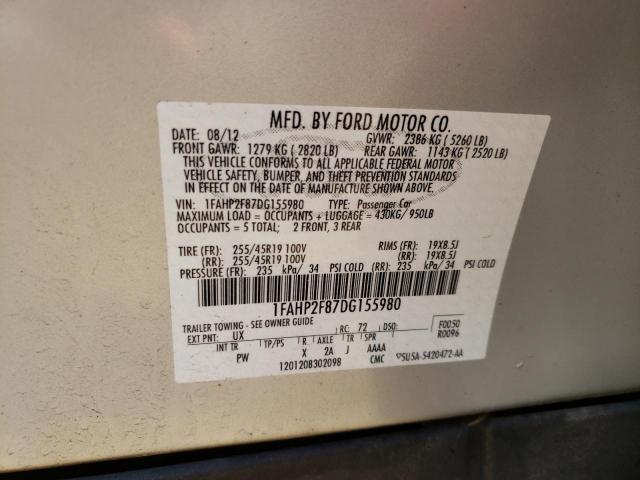 MFD. BY FORD MOTOR CO.
DATE: 08/12 GVWR: 2386 KG ( 5260 LB)
FRONT GAWR: 1279 KG ( 2820 LB) REAR GAWR: 1143 KG ( 2520 LB)
THIS VEHICLE CONFORMS TO ALL APPLICABLE FEDERAL MOTOR
VEHICLE SAFETY, BUMPER, AND THEFT PREVENTION STANDARDS
IN EFFECT ON THE DATE OF MANUFACTURE SHOWN ABOVE.
VIN: 1FAHP2F87DG155980 TYPE: Passenger Car
MAXIMUM LOAD = OCCUPANTS + LUGGAGE = 430KG/ 950LB
OCCUPANTS = 5 TOTAL; 2 FRONT, 3 REAR
TIRE (FR): 255/45R19 100V RIMS (FR): 19X8.5J
(RR): 255/45R19 100V (RR): 19X8.5J
PRESSURE (FR): 235 kPa/ 34 PSI COLD (RR): 235 kPa/ 34 PSI COLD
1FAHP2F87DG155980
TRAILER TOWING - SEE OWNER GUIDE
F0050
EXT PNT: UX RC: 72 DSO: R0096
INT TR TP/PS R AXLE TR SPR
PW X 2A J AAAA
1201208302098 CMC ▽5USA-5420472-AA